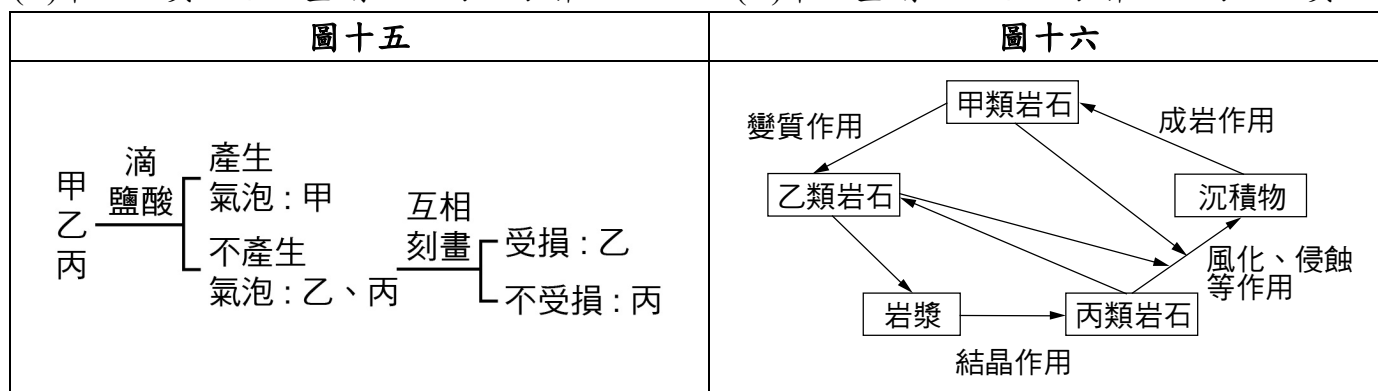 圖十五
圖十六
甲
乙
丙
滴
鹽酸
產生
氣泡:甲
不產生
氣泡:乙、丙
互相
刻畫
受損:乙
不受損:丙
甲類岩石
變質作用
成岩作用
乙類岩石
沉積物
風化、侵蝕
等作用
岩漿
丙類岩石
結晶作用